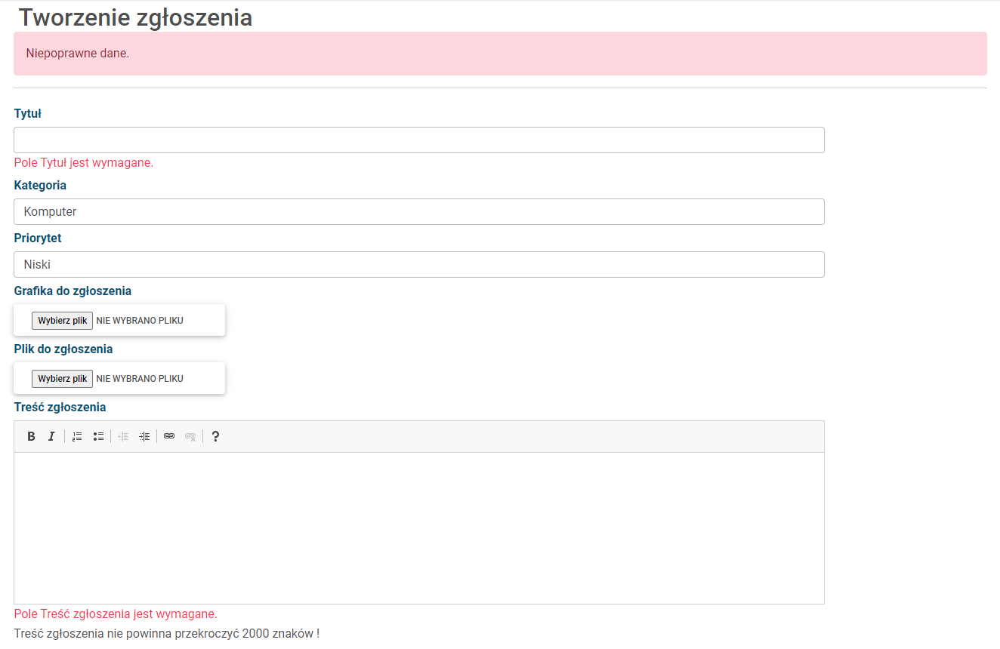 Tworzenie zgłoszenia
Niepoprawne dane.
Tytuł
Pole Tytuł jest wymagane.
Kategoria
Komputer
Priorytet
Niski
Grafika do zgłoszenia
Wybierz plik NIE WYBRANO PLIKU
Plik do zgłoszenia
Wybierz plik NIE WYBRANO PLIKU
Treść zgłoszenia
B I ?
Pole Treść zgłoszenia jest wymagane.
Treść zgłoszenia nie powinna przekroczyć 2000 znaków !